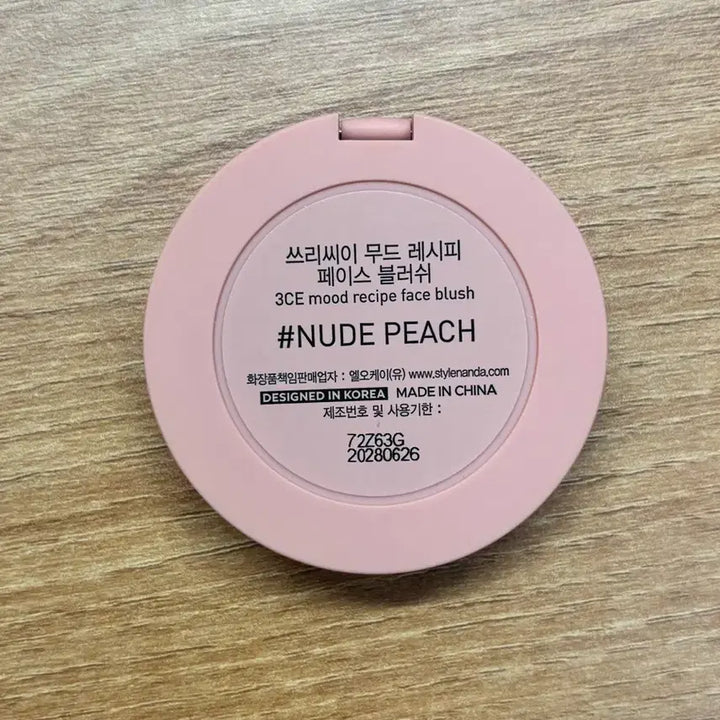 쓰리씨이 무드 레시피
페이스 블러쉬
3CE mood recipe face blush
#NUDE PEACH
화장품책임판매업자 : 엘오케이(유) www.stylenanda.com
DESIGNED IN KOREA MADE IN CHINA
제조번호 및 사용기한 :
72Z63G
20280626